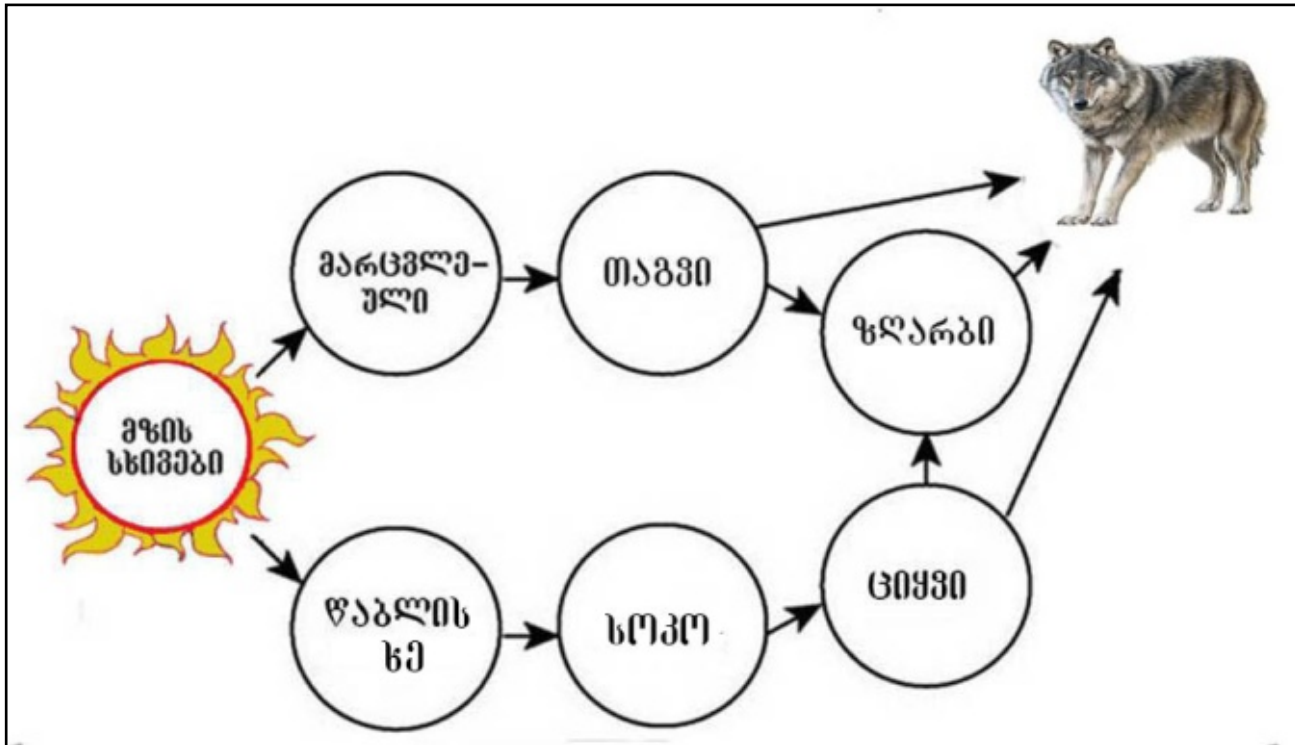 მარცვლე-
ული
თაგვი
ზღარბი
მზის
სხივები
წაბლის
ხე
სოკო
ციყვი